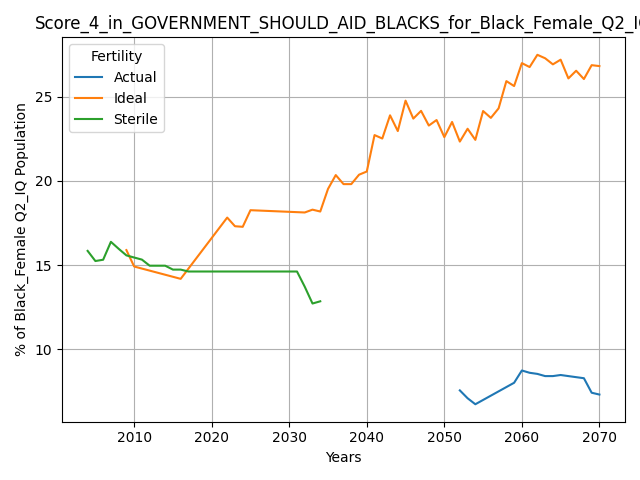 Score_4_in_GOVERNMENT_SHOULD_AID_BLACKS_for_Black_Female_Q2_IQ
Fertility
Actual
Ideal
Sterile
% of Black_Female Q2_IQ Population
25
20
15
10
2010 2020 2030 2040 2050 2060 2070
Years